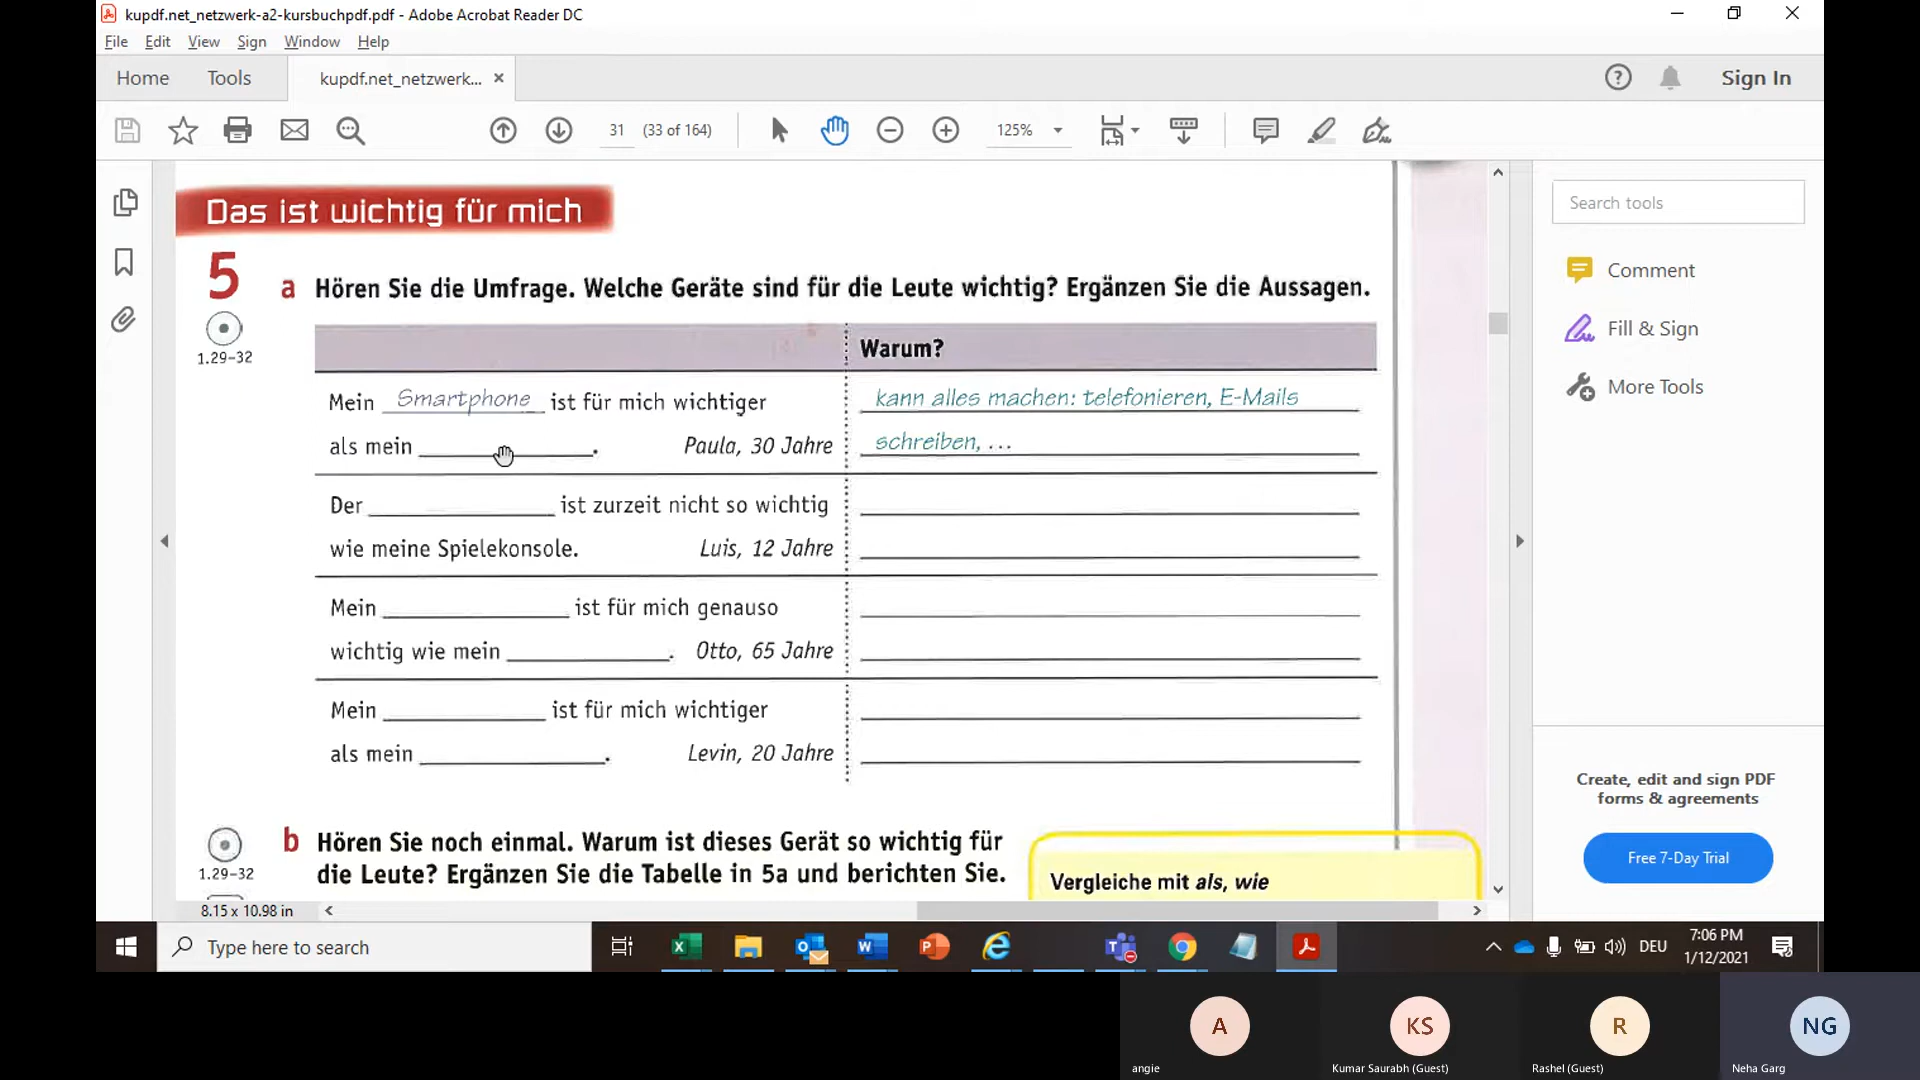 kupdf.net_netzwerk-a2-kursbuchpdf.pdf - Adobe Acrobat Reader DC
File Edit View Sign Window Help
Home Tools kupdf.net_netzwerk... × Sign In
31 (33 of 164) 125%
Das ist wichtig für mich
Search tools
5 a Hören Sie die Umfrage. Welche Geräte sind für die Leute wichtig? Ergänzen Sie die Aussagen.
1.29-32
Comment
Fill & Sign
More Tools
Warum?
Mein Smartphone ist für mich wichtiger kann alles machen: telefonieren, E-Mails
als mein ____________. Paula, 30 Jahre schreiben, ...
Der ____________ ist zurzeit nicht so wichtig
wie meine Spielekonsole. Luis, 12 Jahre
Mein ____________ ist für mich genauso
wichtig wie mein ____________. Otto, 65 Jahre
Mein ____________ ist für mich wichtiger
als mein ____________. Levin, 20 Jahre
b Hören Sie noch einmal. Warum ist dieses Gerät so wichtig für
die Leute? Ergänzen Sie die Tabelle in 5a und berichten Sie.
1.29-32
Vergleiche mit als, wie
Create, edit and sign PDF
forms & agreements
Free 7-Day Trial
8.15 x 10.98 in
Type here to search
DEU
7:06 PM
1/12/2021
A KS R NG
angie Kumar Saurabh (Guest) Rashel (Guest) Neha Garg